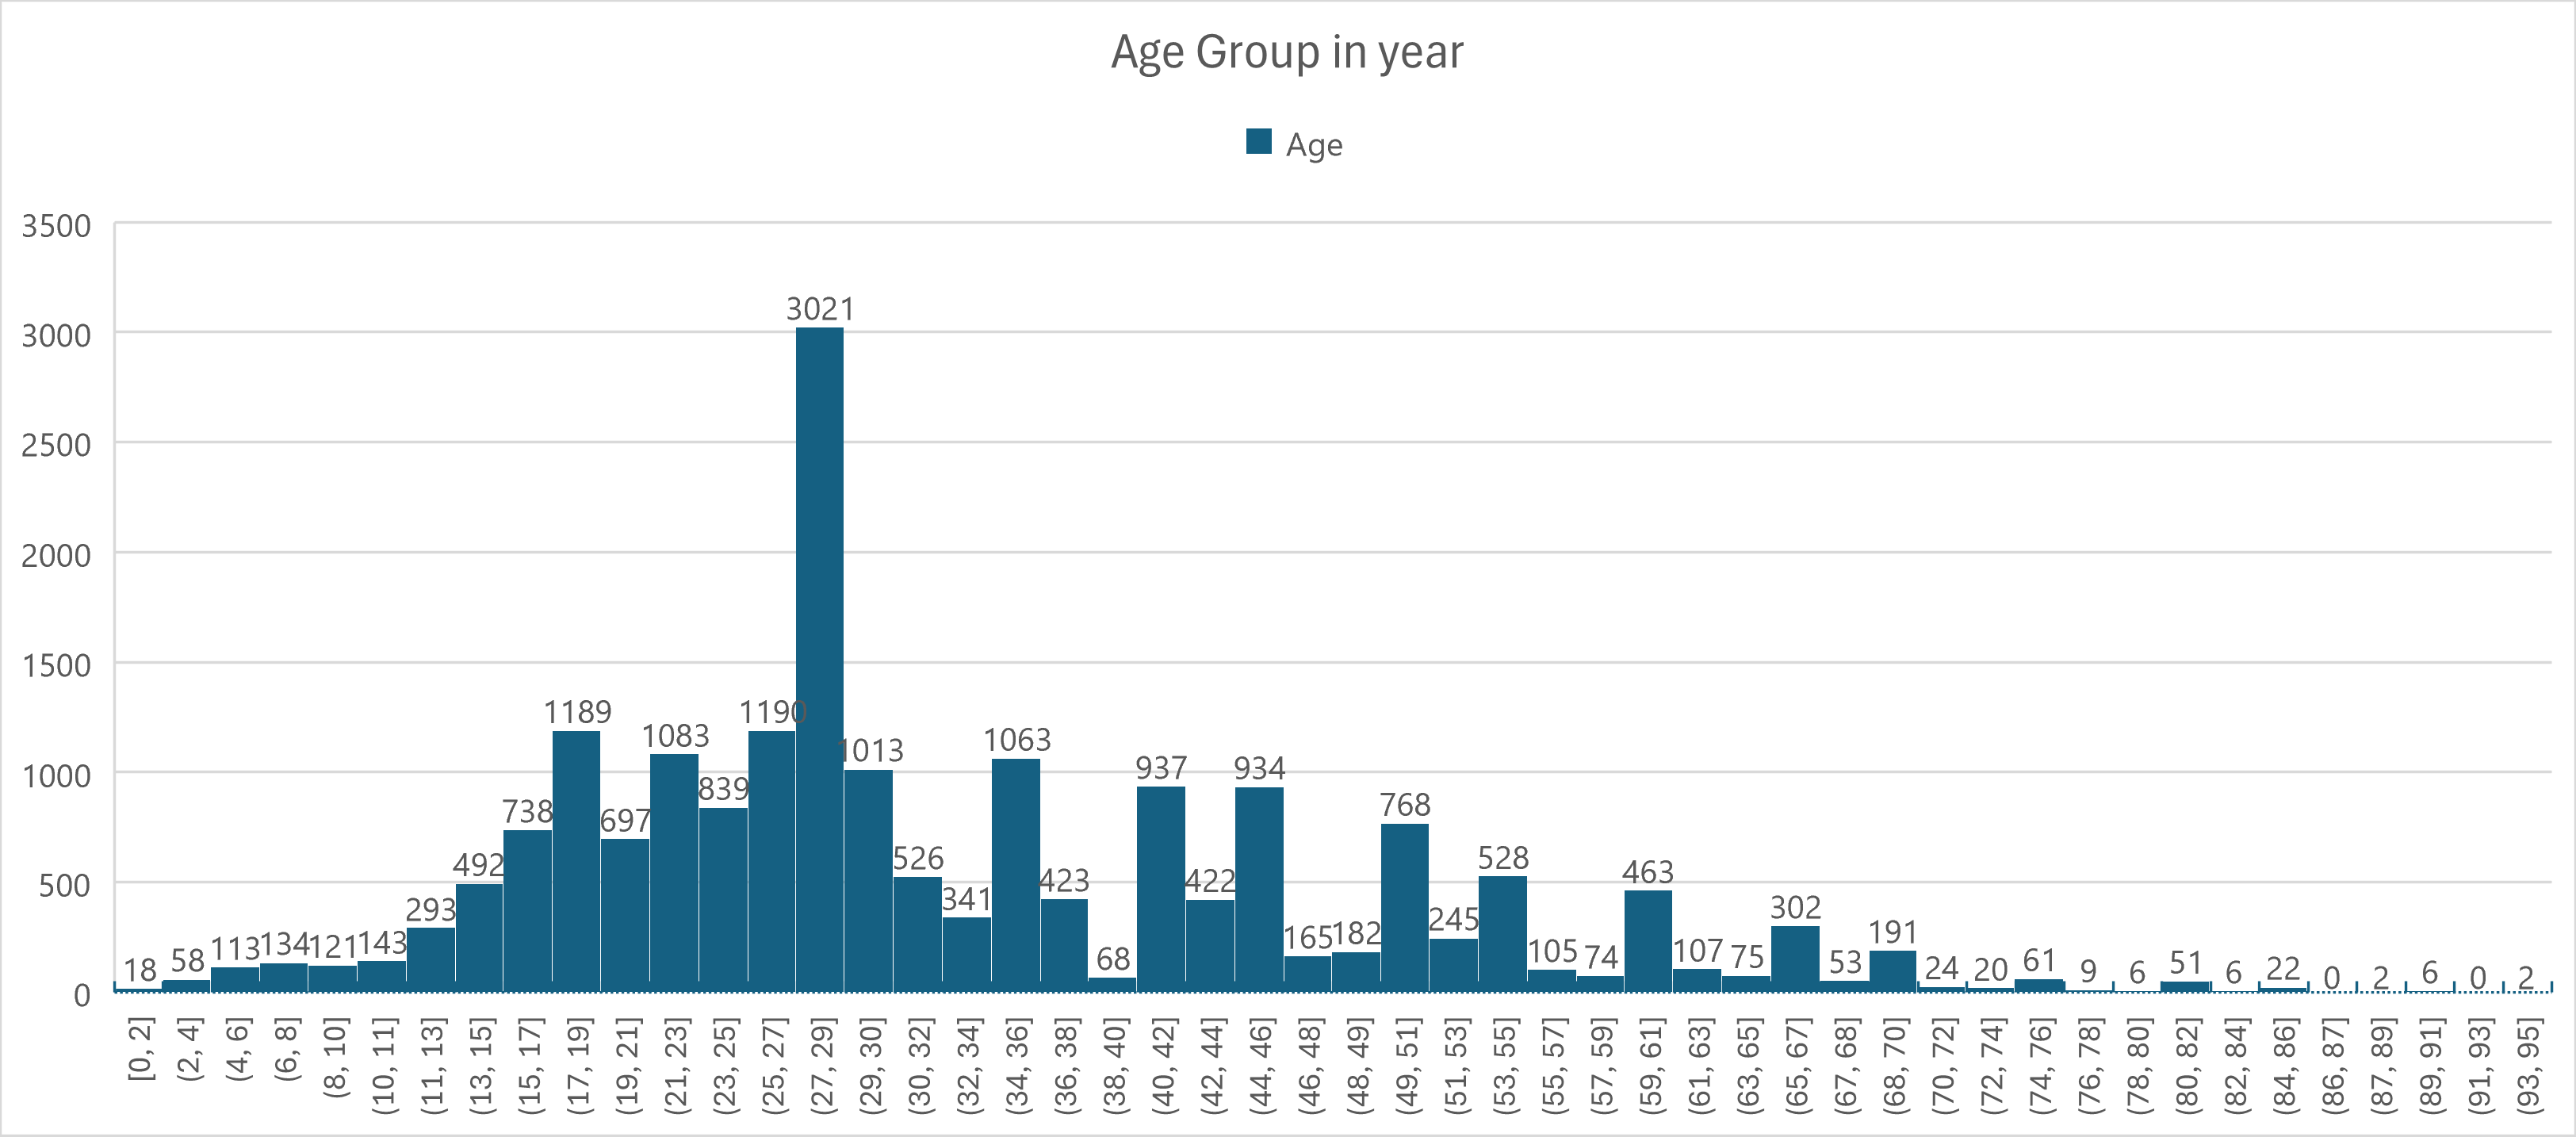 Age Group in year
Age
3500
3000
2500
2000
1500
1000
500
0
18 58 113 134 121 143 293 492 738 1189 697 1083 839 1190 3021 1013 526 341 1063 423 68 937 422 934 165 182 768 245 528 105 74 463 107 75 302 53 191 24 20 61 9 6 51 6 22 0 2 6 0 2
[0, 2] (2, 4] (4, 6] (6, 8] (8, 10] (10, 11] (11, 13] (13, 15] (15, 17] (17, 19] (19, 21] (21, 23] (23, 25] (25, 27] (27, 29] (29, 30] (30, 32] (32, 34] (34, 36] (36, 38] (38, 40] (40, 42] (42, 44] (44, 46] (46, 48] (48, 49] (49, 51] (51, 53] (53, 55] (55, 57] (57, 59] (59, 61] (61, 63] (63, 65] (65, 67] (67, 68] (68, 70] (70, 72] (72, 74] (74, 76] (76, 78] (78, 80] (80, 82] (82, 84] (84, 86] (86, 87] (87, 89] (89, 91] (91, 93] (93, 95]